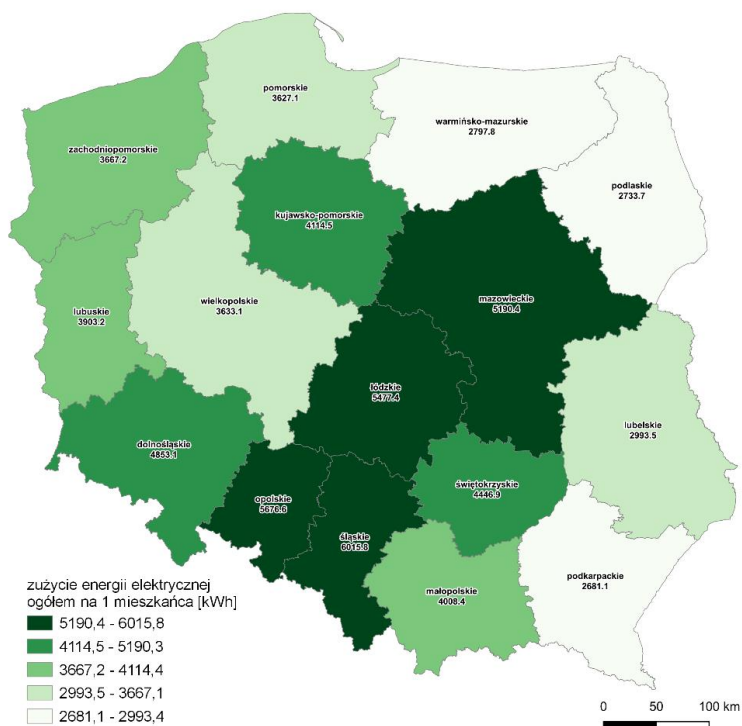 pomorskie
3627.1
warmińsko-mazurskie
2797.8
zachodniopomorskie
3667.2
podlaskie
2733.7
kujawsko-pomorskie
4114.5
mazowieckie
5190.4
wielkopolskie
3633.1
lubuskie
3903.2
łódzkie
5477.4
lubelskie
2993.5
dolnośląskie
4853.1
świętokrzyskie
4446.9
opolskie
5676.6
śląskie
6015.8
podkarpackie
2681.1
małopolskie
4008.4
zużycie energii elektrycznej
ogółem na 1 mieszkańca [kWh]
5190,4 - 6015,8
4114,5 - 5190,3
3667,2 - 4114,4
2993,5 - 3667,1
2681,1 - 2993,4
0 50 100 km